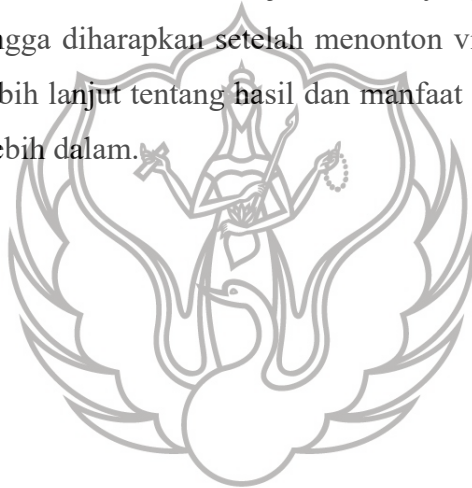 ngga diharapkan setelah menonton vi
bih lanjut tentang hasil dan manfaat
ebih dalam.